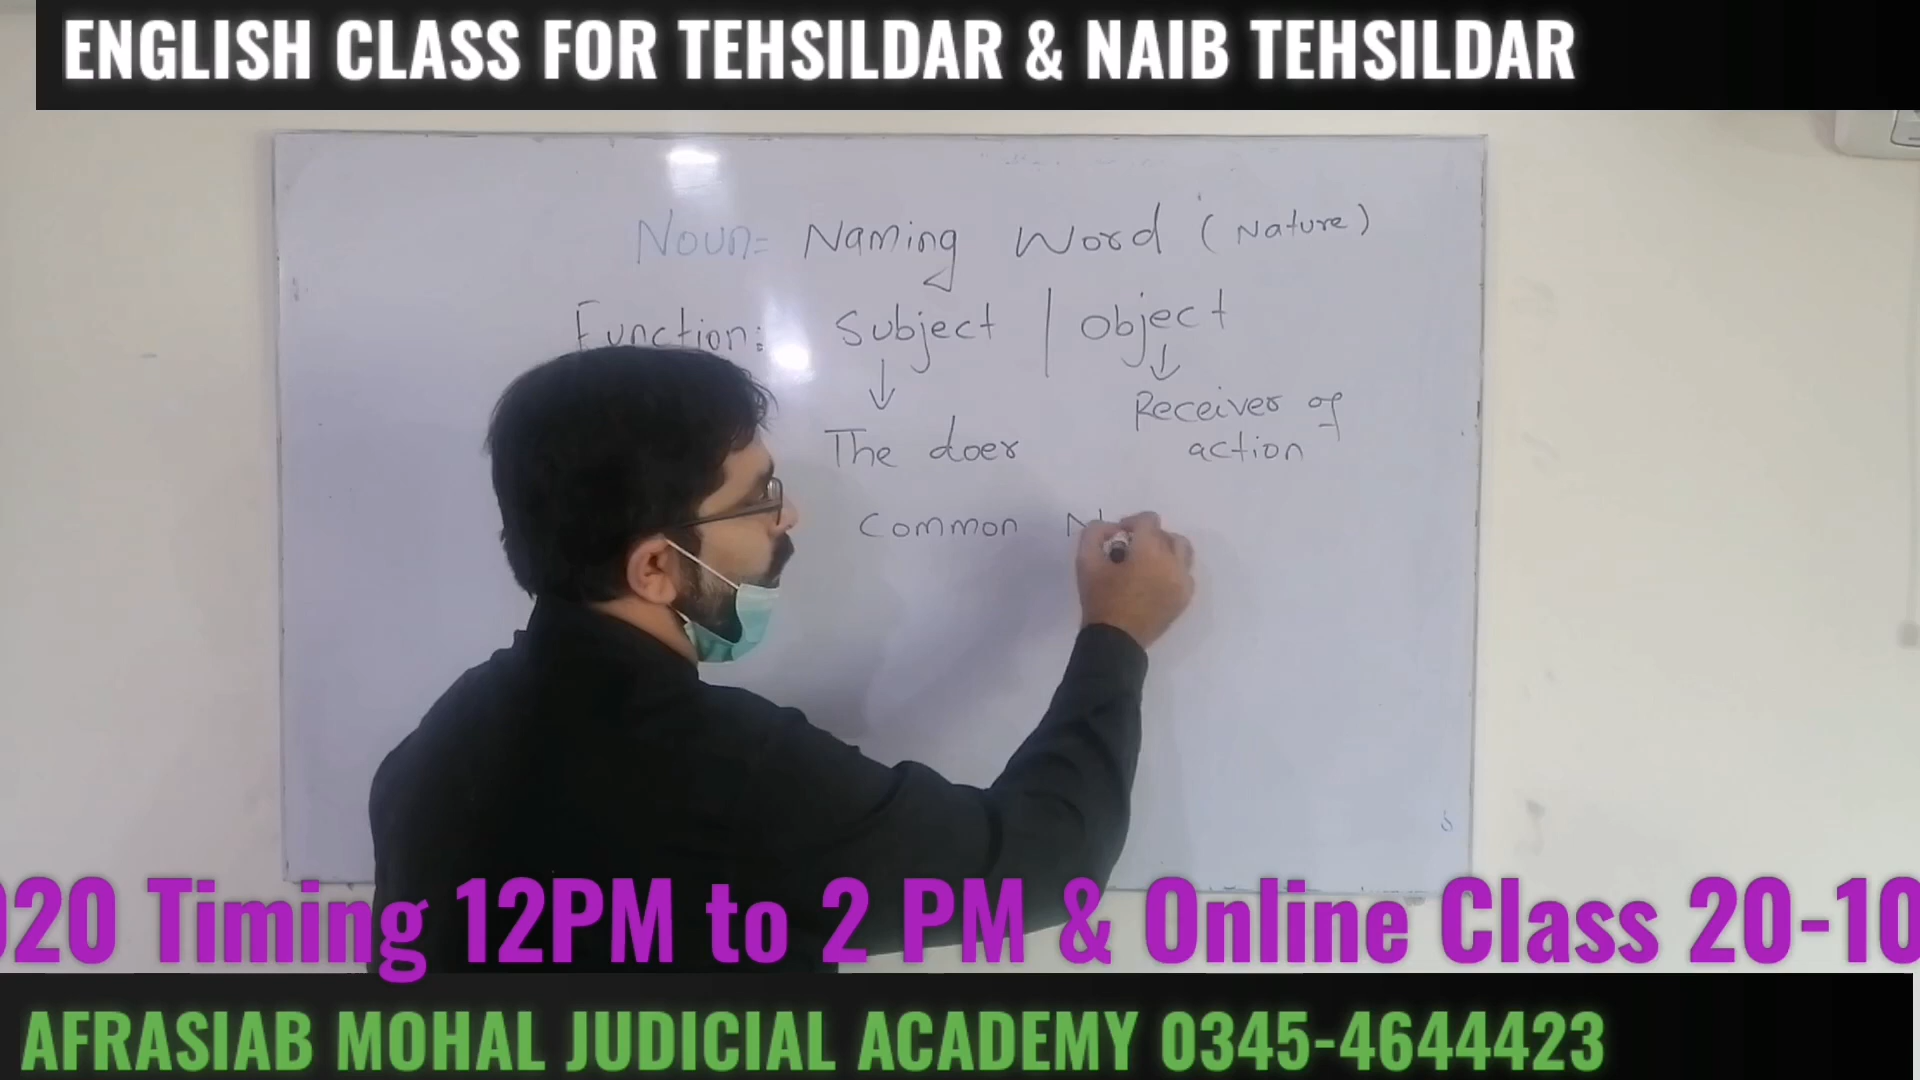 ENGLISH CLASS FOR TEHSILDAR & NAIB TEHSILDAR
Noun= Naming Word (Nature)
Function: Subject | Object
↓ ↓
The doer
Receiver of
action
Common
020 Timing 12PM to 2 PM & Online Class 20-10
AFRASIAB MOHAL JUDICIAL ACADEMY 0345-4644423